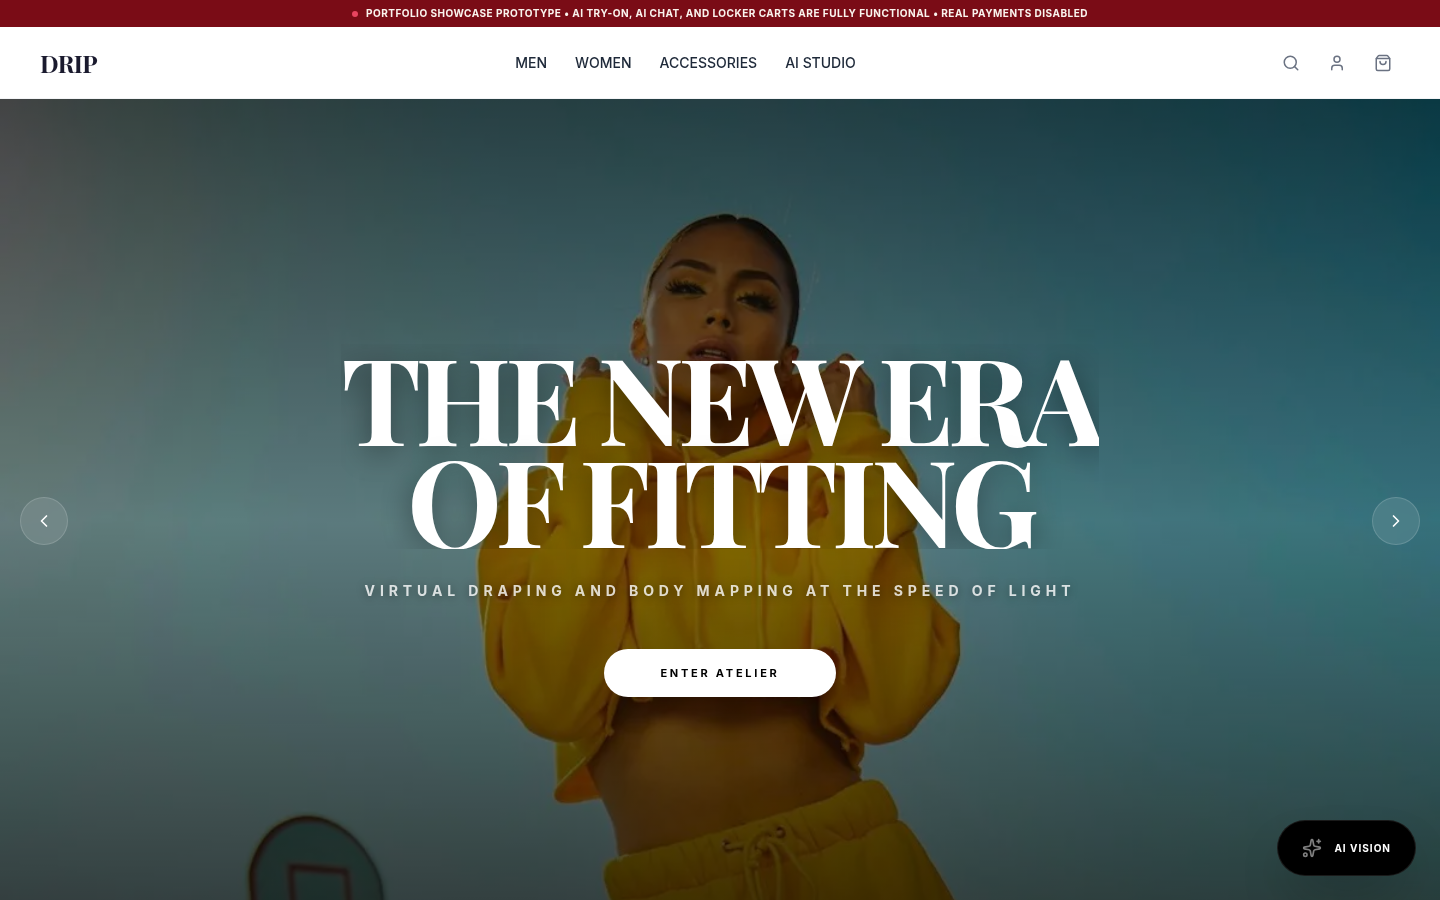 PORTFOLIO SHOWCASE PROTOTYPE • AI TRY-ON, AI CHAT, AND LOCKER CARTS ARE FULLY FUNCTIONAL • REAL PAYMENTS DISABLED
DRIP
MEN
WOMEN
ACCESSORIES
AI STUDIO
THE NEW ERA
OF FITTING
VIRTUAL DRAPING AND BODY MAPPING AT THE SPEED OF LIGHT
ENTER ATELIER
AI VISION